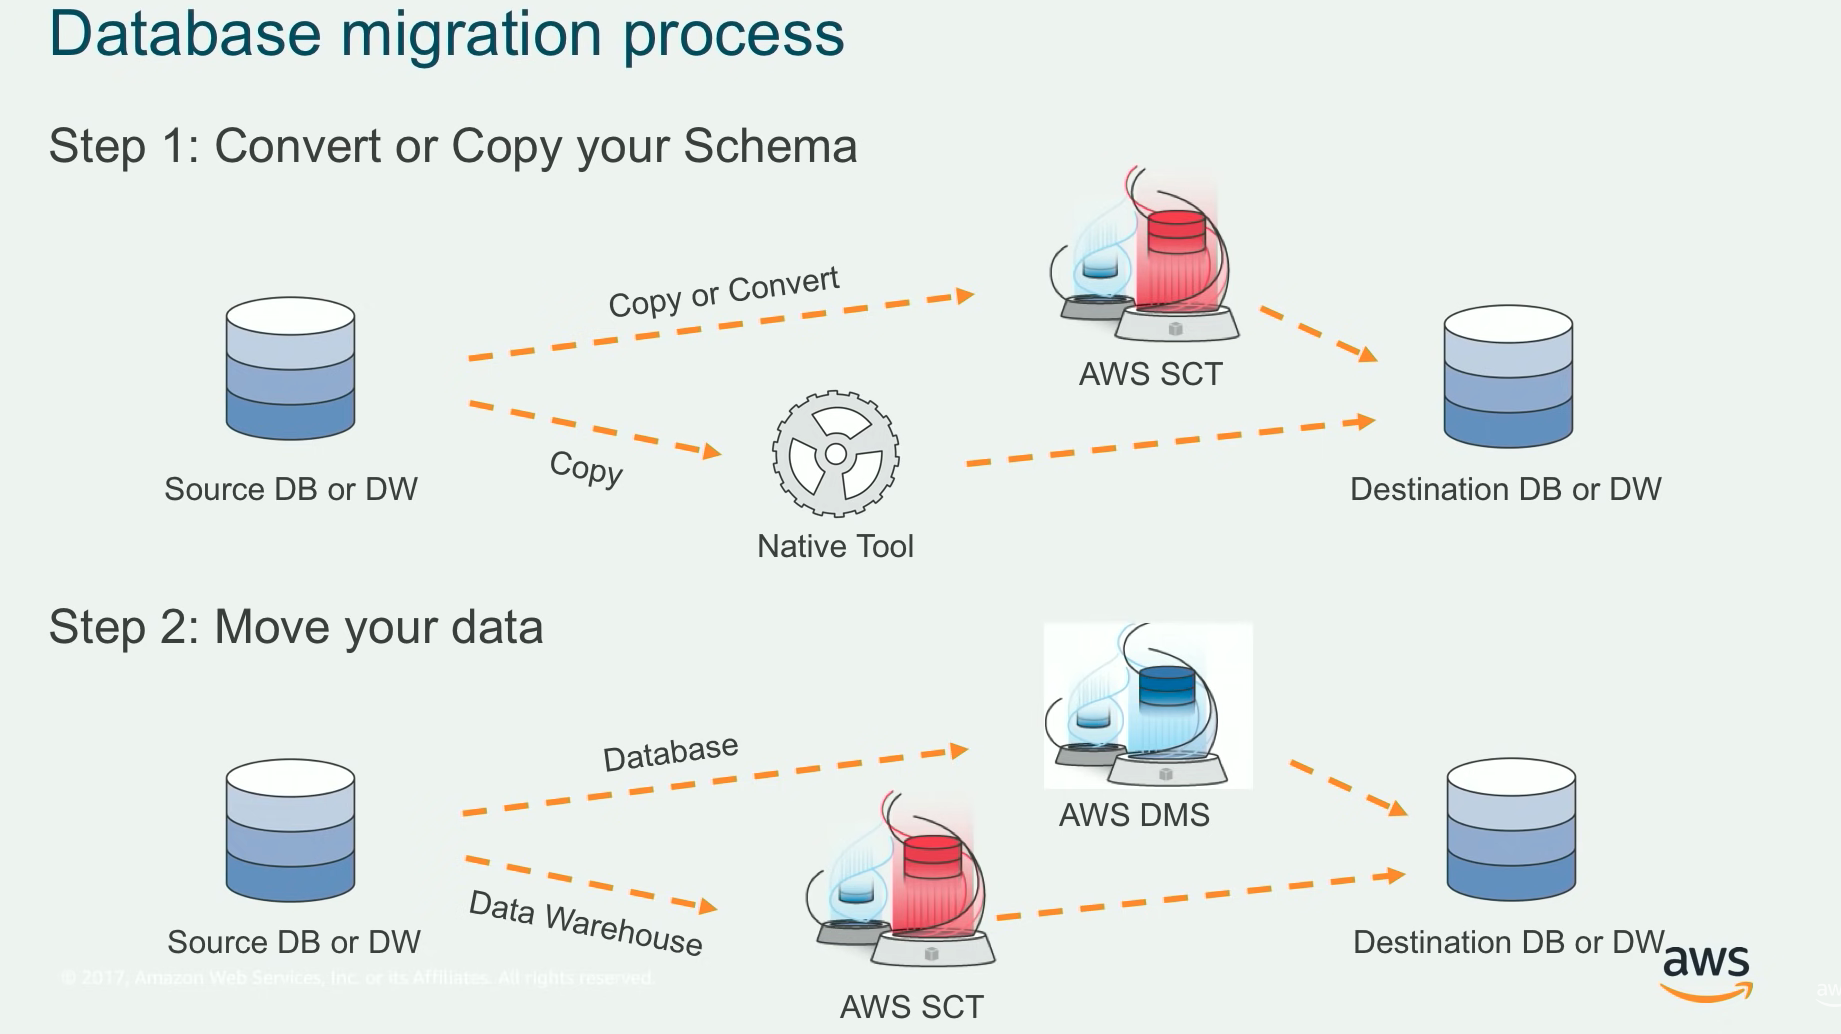 Database migration process
Step 1: Convert or Copy your Schema
Copy or Convert
AWS SCT
Copy
Source DB or DW
Native Tool
Destination DB or DW
Step 2: Move your data
Database
AWS DMS
Data Warehouse
Source DB or DW
AWS SCT
Destination DB or DW
aws
© 2017, Amazon Web Services, Inc. or its Affiliates. All rights reserved.
aw